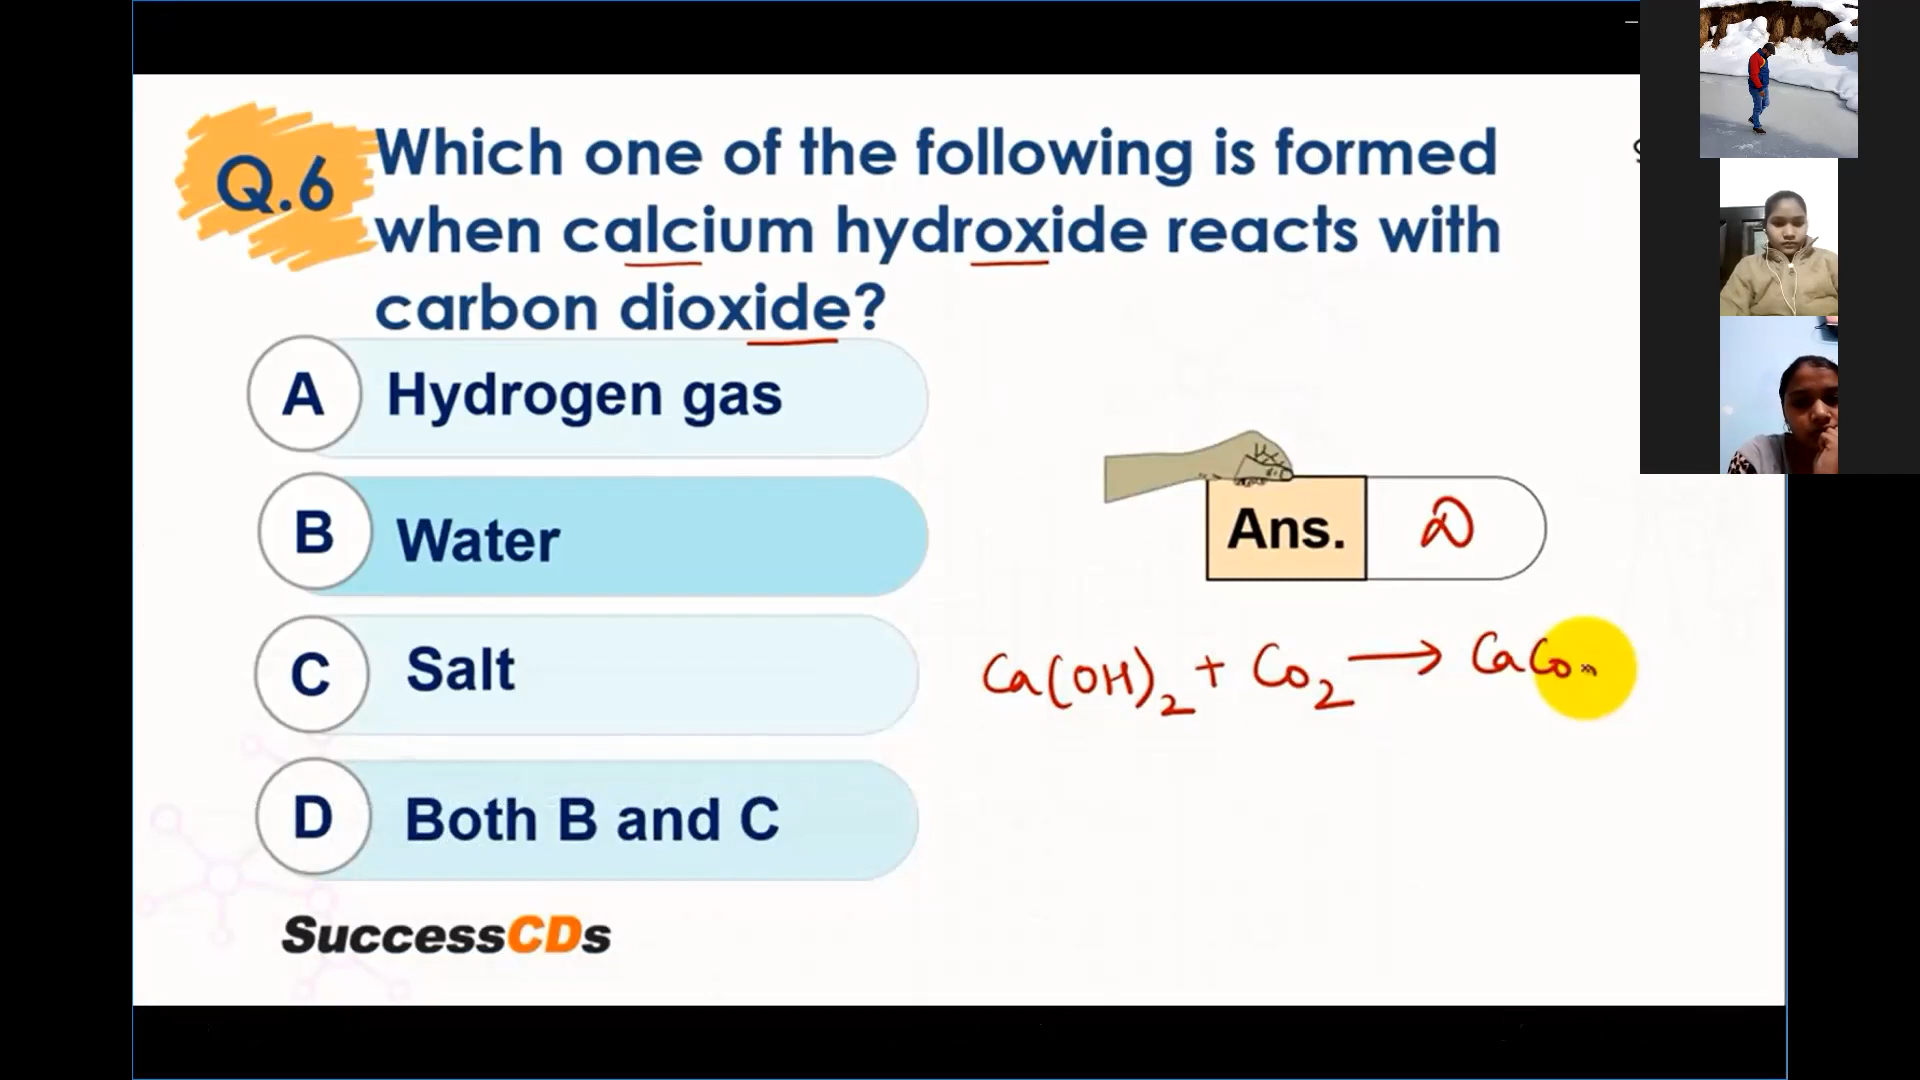 Q.6
Which one of the following is formed
when calcium hydroxide reacts with
carbon dioxide?
A Hydrogen gas
B Water
C Salt
D Both B and C
Ans. D
Ca(OH)2 + CO2 → CaCo
SuccessCDs